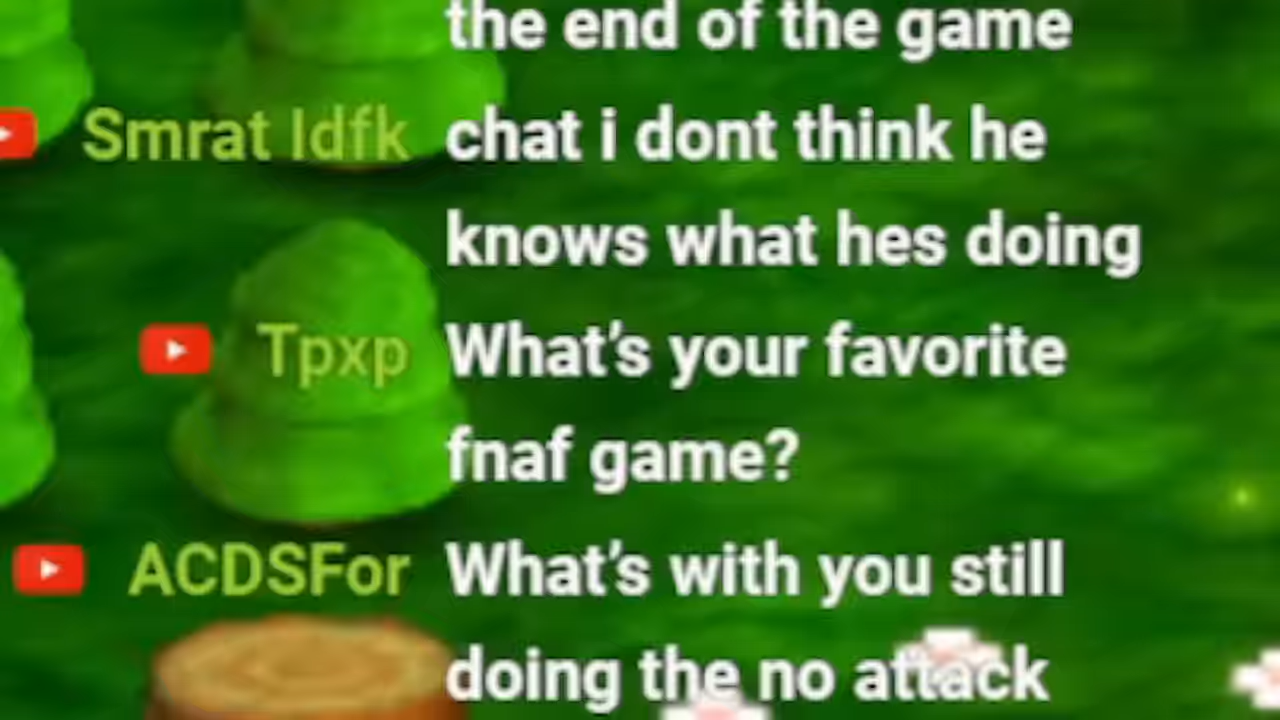 the end of the game
Smrat Idfk chat i dont think he
knows what hes doing
Tpxp What's your favorite
fnaf game?
ACDSFor What's with you still
doing the no attack